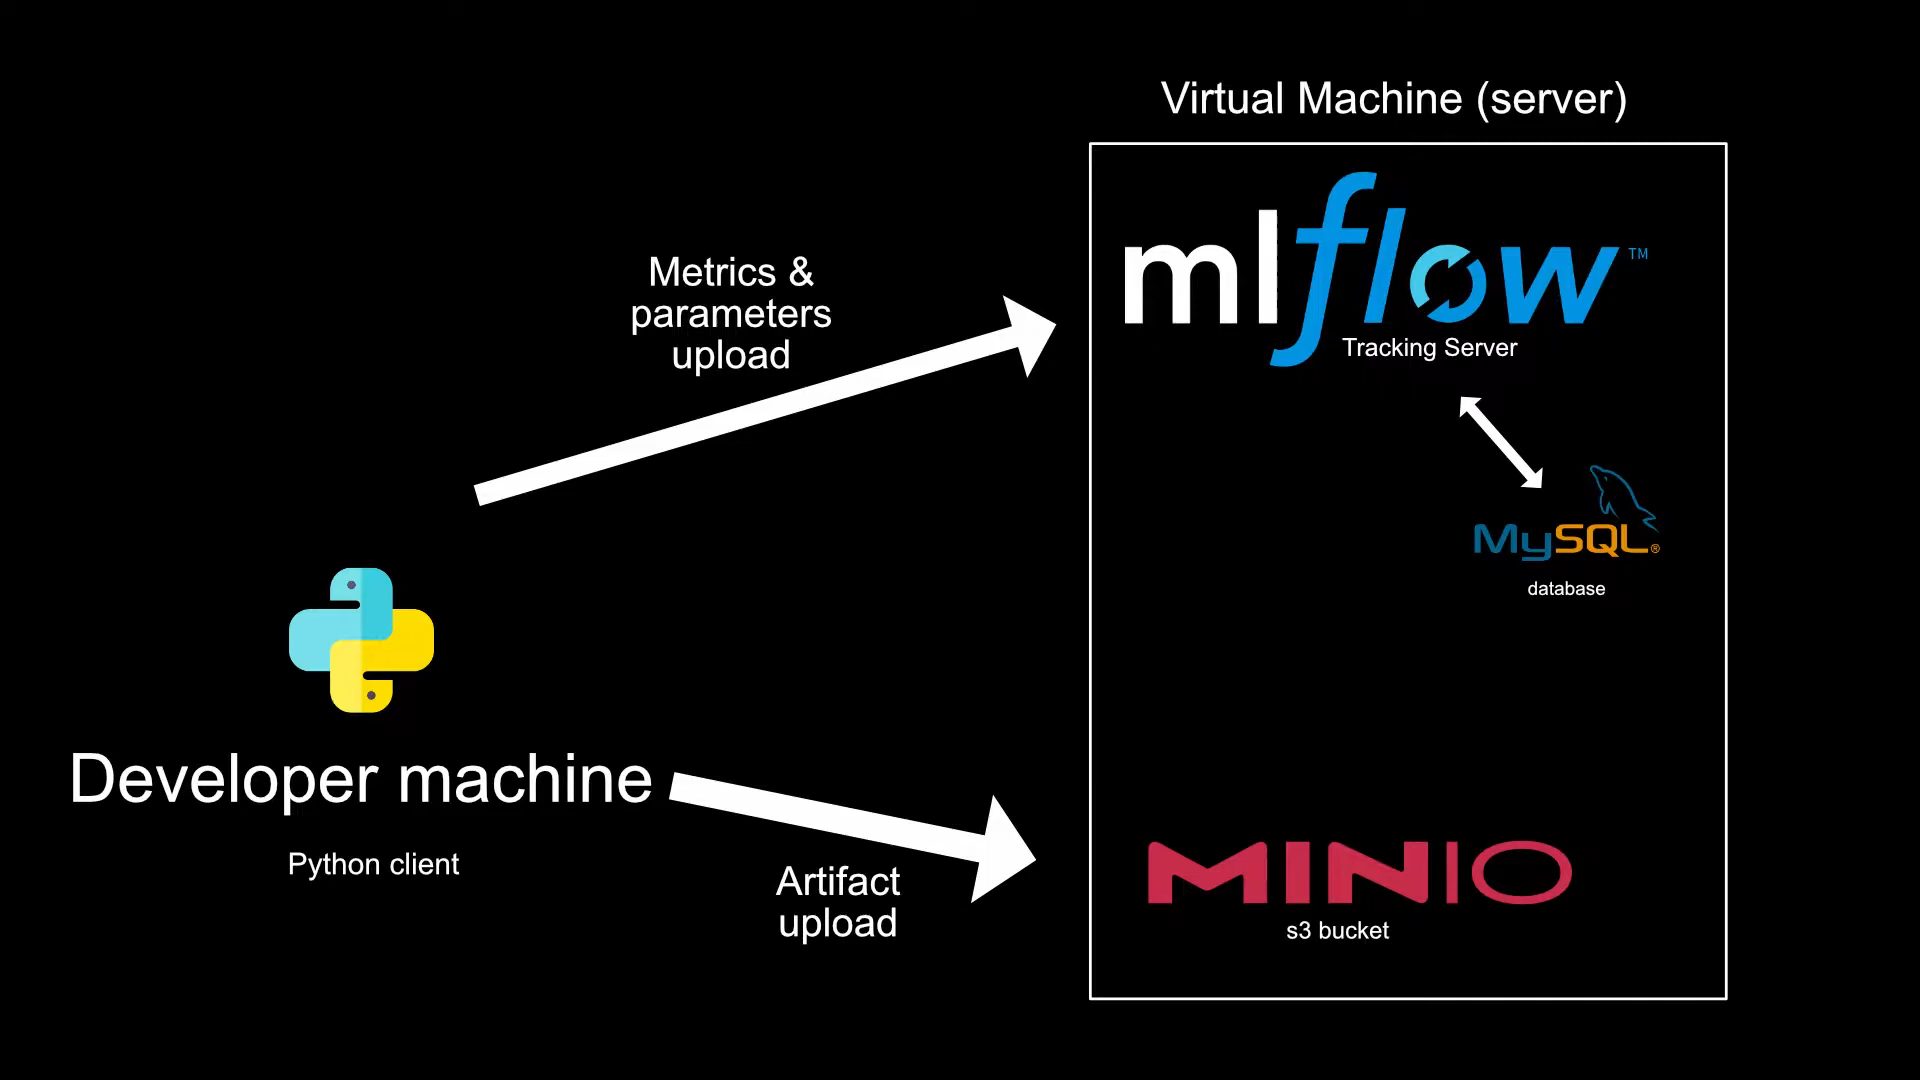 Virtual Machine (server)
mlflow™
Tracking Server
Metrics &
parameters
upload
MySQL®
database
Developer machine
Python client
Artifact
upload
MINIO
s3 bucket